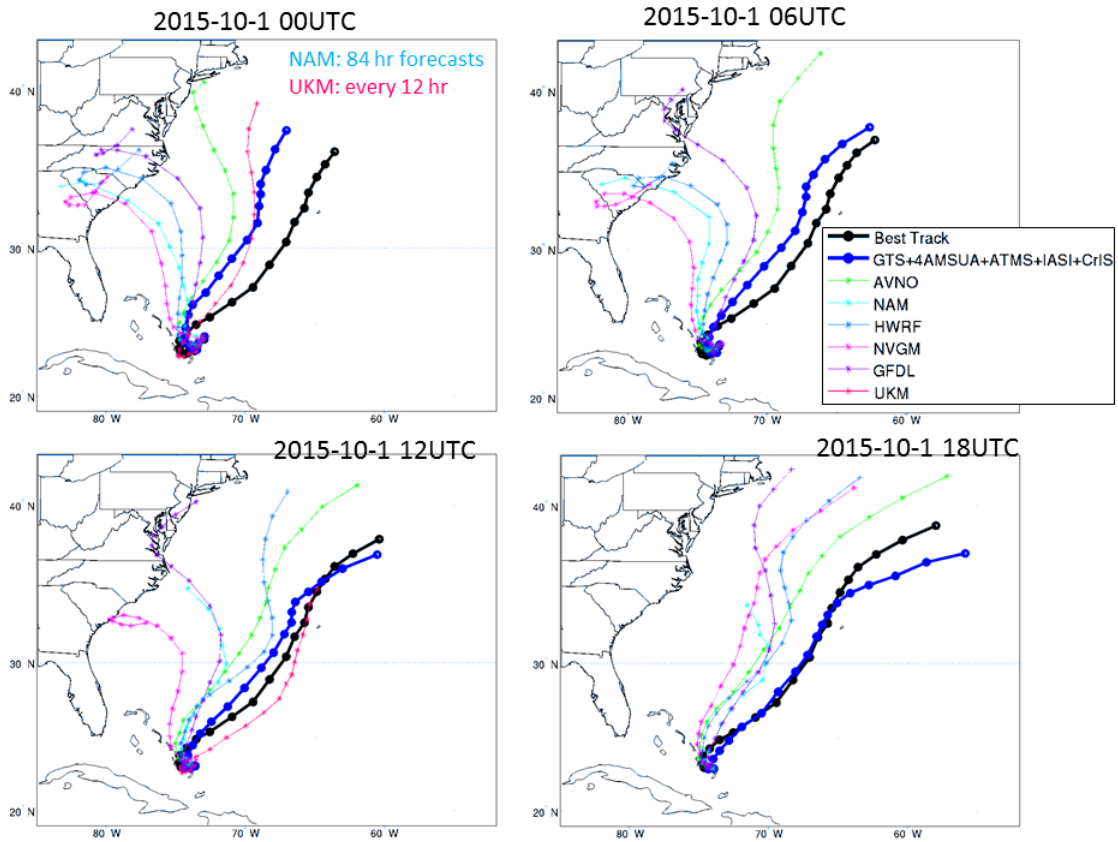 2015-10-1 00UTC
2015-10-1 06UTC
NAM: 84 hr forecasts
UKM: every 12 hr
40 N
30 N
20 N
80 W
70 W
60 W
40 N
30 N
20 N
80 W
70 W
60 W
Best Track
GTS+4AMSUA+ATMS+IASI+CrIS
AVNO
NAM
HWRF
NVGM
GFDL
UKM
2015-10-1 12UTC
2015-10-1 18UTC
40 N
30 N
20 N
80 W
70 W
60 W
40 N
30 N
20 N
80 W
70 W
60 W